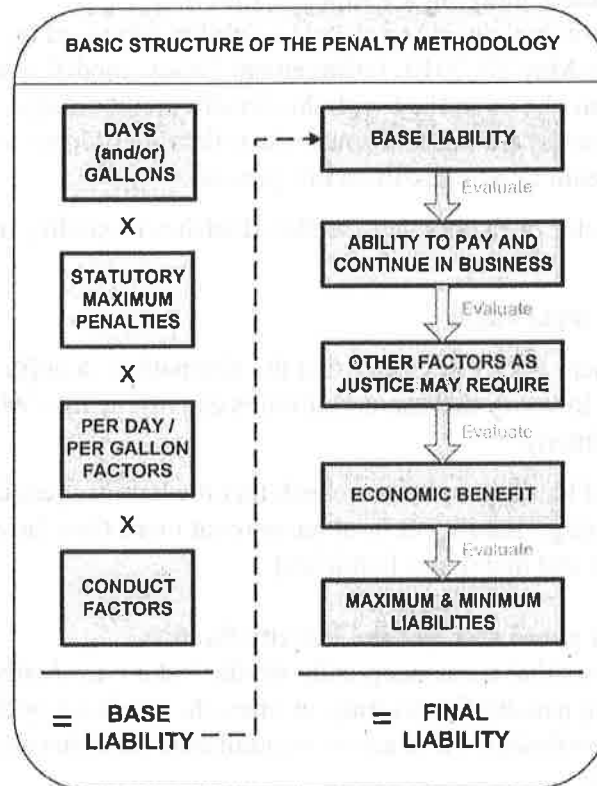 BASIC STRUCTURE OF THE PENALTY METHODOLOGY
DAYS
(and/or)
GALLONS
X
STATUTORY
MAXIMUM
PENALTIES
X
PER DAY /
PER GALLON
FACTORS
X
CONDUCT
FACTORS
= BASE
LIABILITY
BASE LIABILITY
Evaluate
ABILITY TO PAY AND
CONTINUE IN BUSINESS
Evaluate
OTHER FACTORS AS
JUSTICE MAY REQUIRE
Evaluate
ECONOMIC BENEFIT
Evaluate
MAXIMUM & MINIMUM
LIABILITIES
= FINAL
LIABILITY